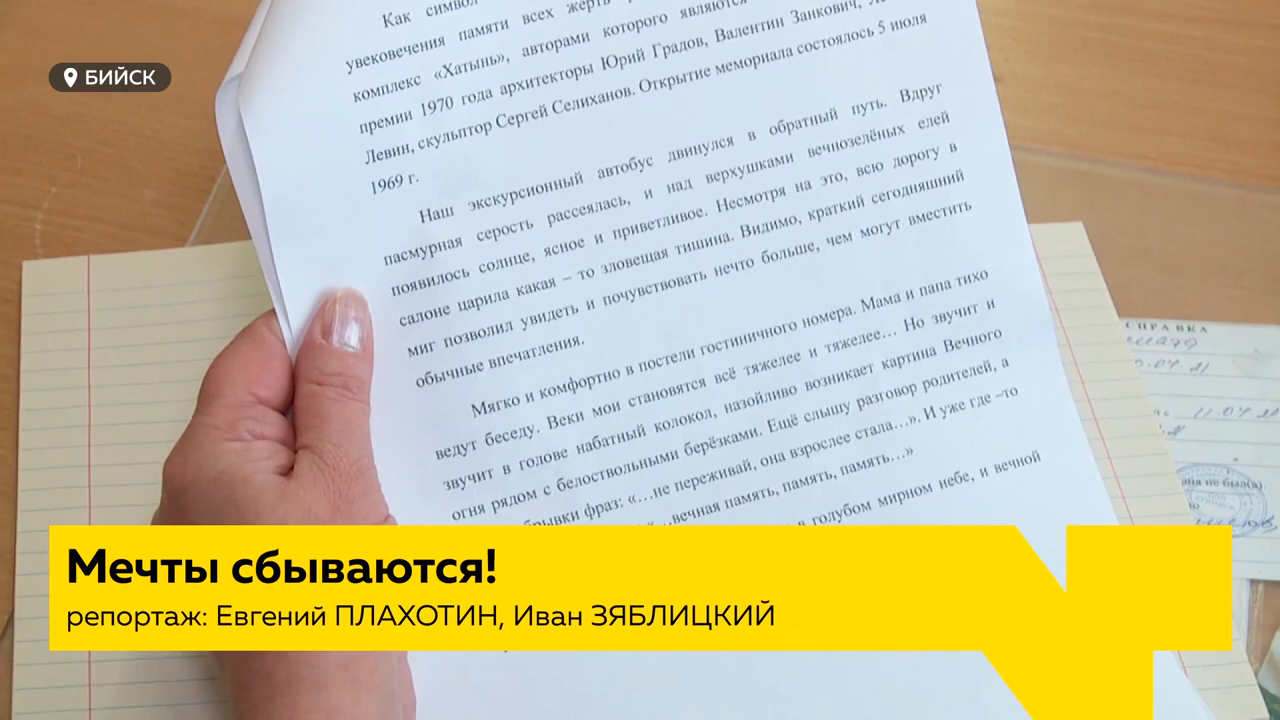 БИЙСК
Как символ
увековечения памяти всех жертв
комплекс «Хатынь», авторами которого являются
премии 1970 года архитекторы Юрий Градов, Валентин Занкович,
Левин, скульптор Сергей Селиханов. Открытие мемориала состоялось 5 июля
1969 г.
Наш экскурсионный автобус двинулся в обратный путь. Вдруг
пасмурная серость рассеялась, и над верхушками вечнозелёных елей
появилось солнце, ясное и приветливое. Несмотря на это, всю дорогу в
салоне царила какая – то зловещая тишина. Видимо, краткий сегодняшний
миг позволил увидеть и почувствовать нечто больше, чем могут вместить
обычные впечатления.
Мягко и комфортно в постели гостиничного номера. Мама и папа тихо
ведут беседу. Веки мои становятся всё тяжелее и тяжелее… Но звучит и
звучит в голове набатный колокол, назойливо возникает картина Вечного
огня рядом с белоствольными берёзками. Ещё слышу разговор родителей, а
фраз: «…не переживай, она взрослее стала…». И уже где –то
«…вечная память, память, память…»
в голубом мирном небе, и вечной
СПРАВКА
11.04
не был(а)
Мечты сбываются!
репортаж: Евгений ПЛАХОТИН, Иван ЗЯБЛИЦКИЙ